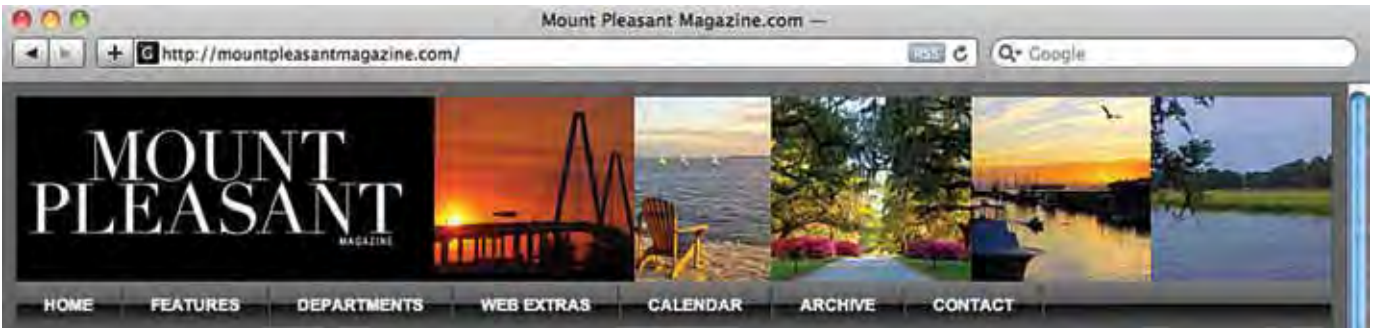 Mount Pleasant Magazine.com —
+ G http://mountpleasantmagazine.com/ RSS Q Google
MOUNT
PLEASANT
MAGAZINE
HOME FEATURES DEPARTMENTS WEB EXTRAS CALENDAR ARCHIVE CONTACT